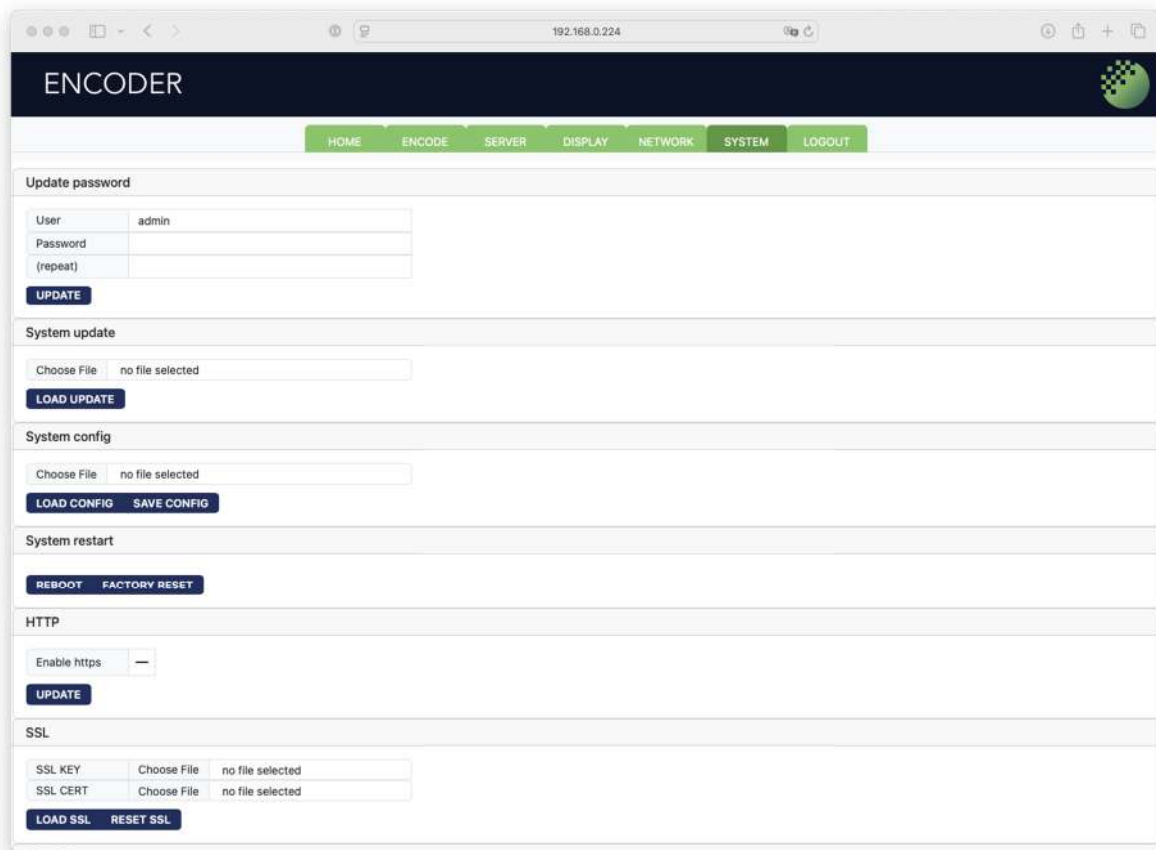 192.168.0.224
ENCODER
HOME ENCODE SERVER DISPLAY NETWORK SYSTEM LOGOUT
Update password
User admin
Password
(repeat)
UPDATE
System update
Choose File no file selected
LOAD UPDATE
System config
Choose File no file selected
LOAD CONFIG SAVE CONFIG
System restart
REBOOT FACTORY RESET
HTTP
Enable https —
UPDATE
SSL
SSL KEY Choose File no file selected
SSL CERT Choose File no file selected
LOAD SSL RESET SSL